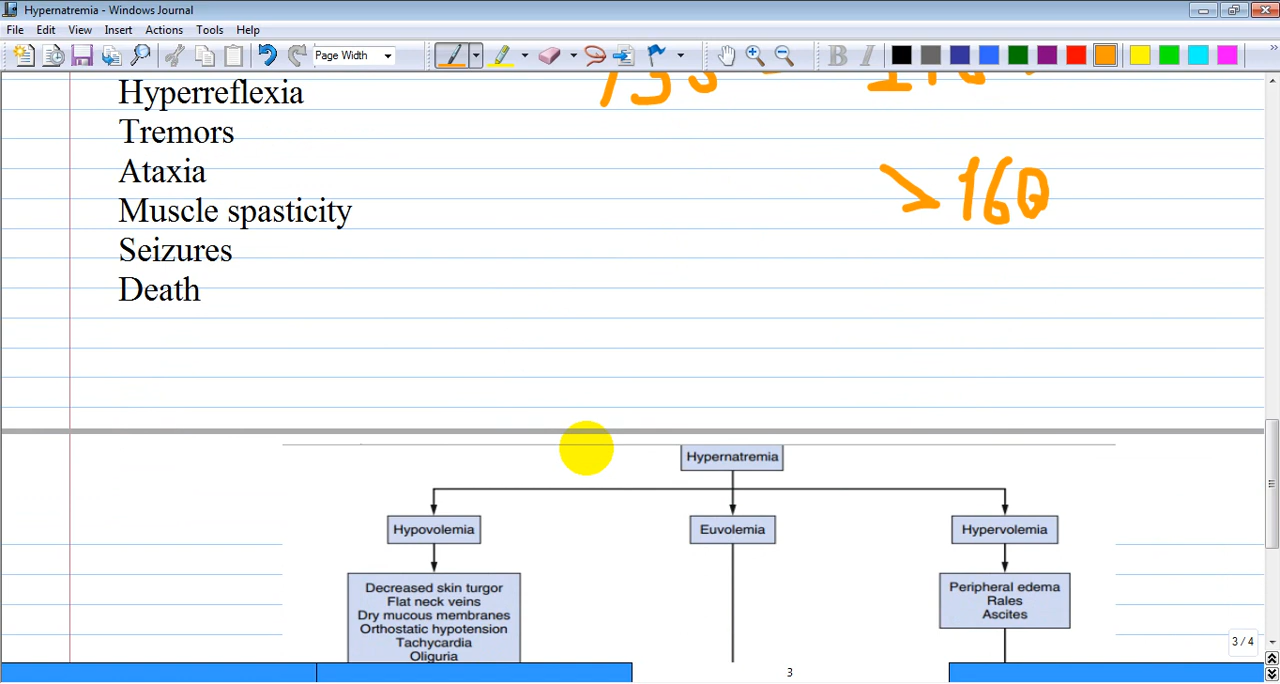 Hypernatremia - Windows Journal
File Edit View Insert Actions Tools Help
Page Width B I
Hyperreflexia
Tremors
Ataxia
Muscle spasticity
Seizures
Death
>160
Hypernatremia
Hypovolemia Euvolemia Hypervolemia
Decreased skin turgor
Flat neck veins
Dry mucous membranes
Orthostatic hypotension
Tachycardia
Oliguria
Peripheral edema
Rales
Ascites
3 / 4
3